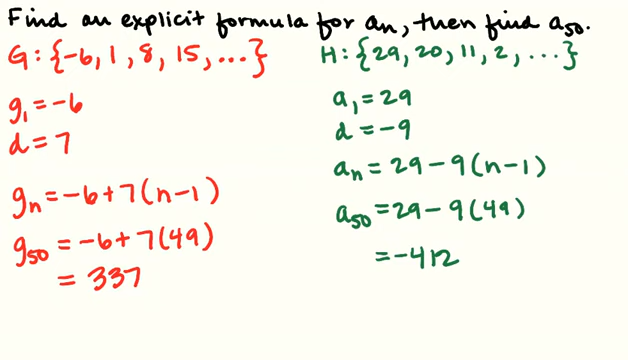 Find an explicit formula for aₙ, then find a₅₀.
G: {-6, 1, 8, 15, ...}
g₁ = -6
d = 7
gₙ = -6 + 7(n-1)
g₅₀ = -6 + 7(49)
= 337
H: {29, 20, 11, 2, ...}
a₁ = 29
d = -9
aₙ = 29 - 9(n-1)
a₅₀ = 29 - 9(49)
= -412